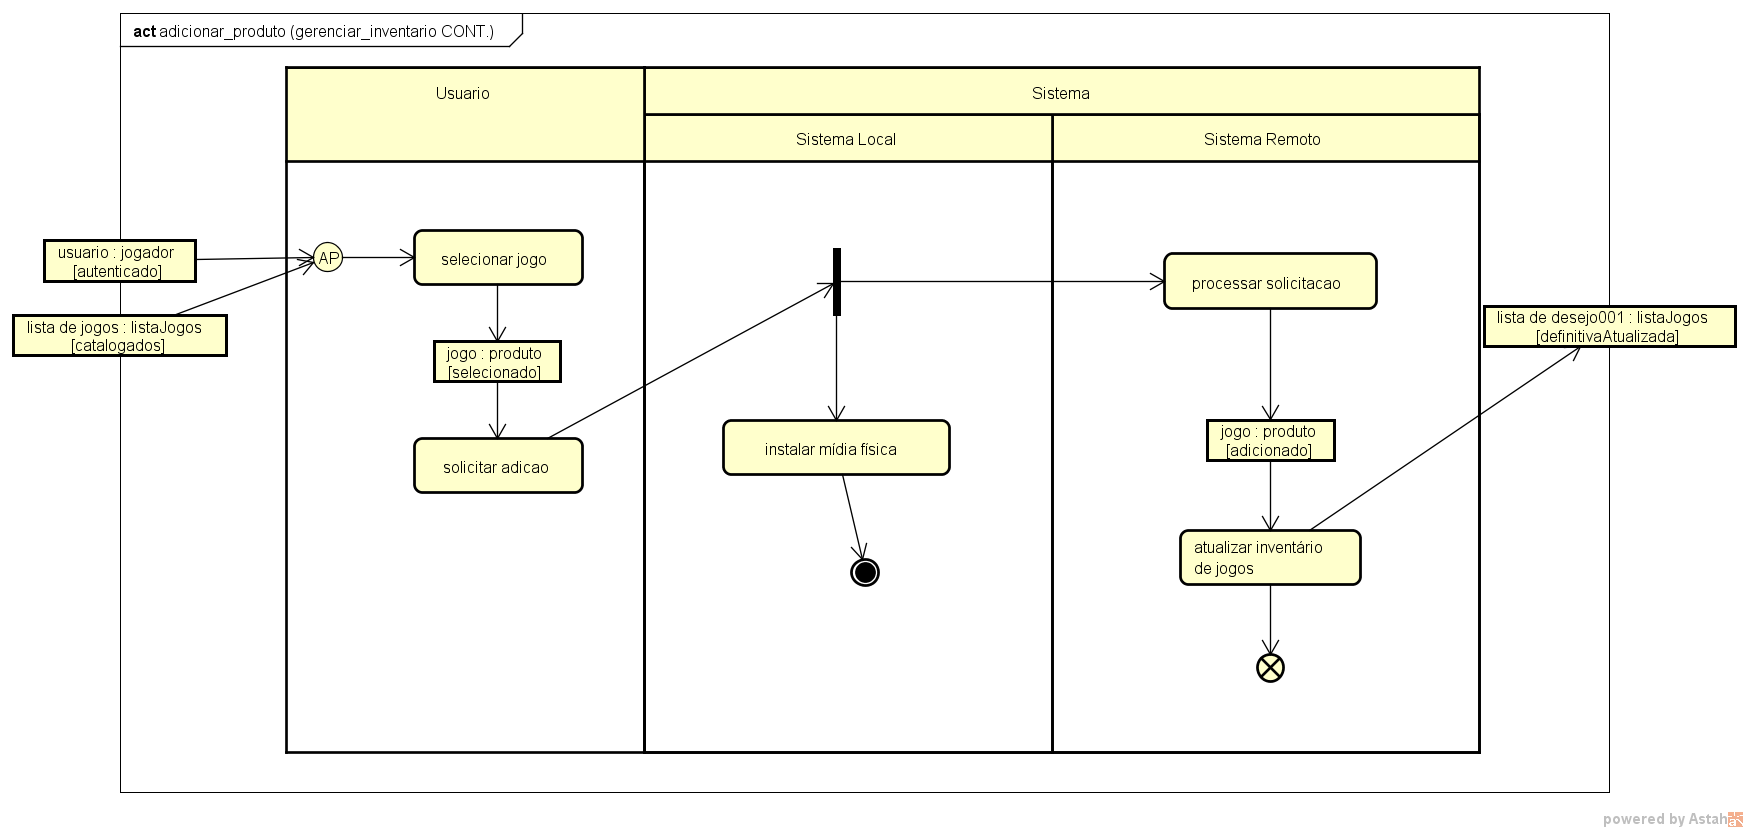 act adicionar_produto (gerenciar_inventario CONT.)
Usuario
Sistema
Sistema Local
Sistema Remoto
usuario : jogador
[autenticado]
AP
selecionar jogo
processar solicitacao
lista de jogos : listaJogos
[catalogados]
lista de desejo001 : listaJogos
[definitivaAtualizada]
jogo : produto
[selecionado]
solicitar adicao
instalar mídia física
jogo : produto
[adicionado]
atualizar inventário
de jogos
powered by Astah